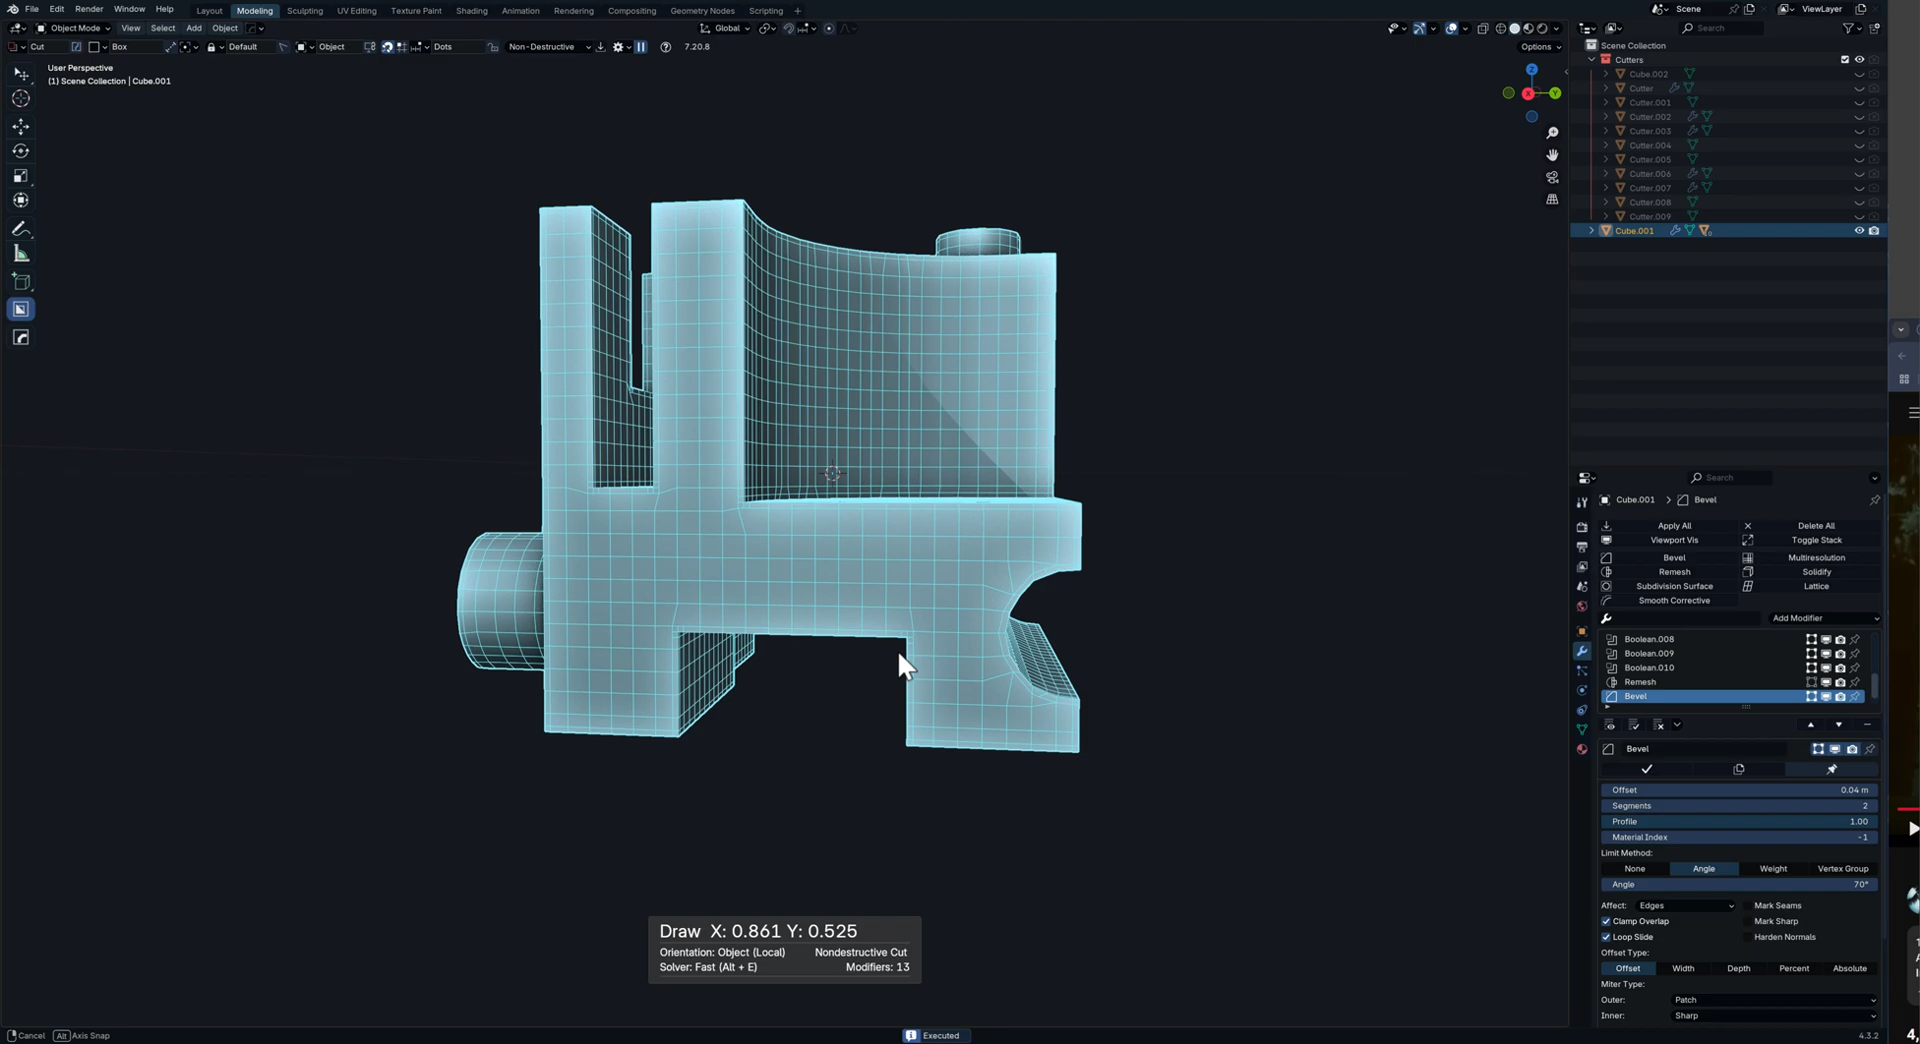 File Edit Render Window Help Layout Modeling Sculpting UV Editing Texture Paint Shading Animation Rendering Compositing Geometry Nodes Scripting + Scene ViewLayer
Object Mode View Select Add Object Global Search
Cut Box Default Object Dots Non-Destructive 7.20.8 Options
User Perspective
(1) Scene Collection | Cube.001
Z
X
Y
Scene Collection
Cutters
Cube.002
Cutter
Cutter.001
Cutter.002
Cutter.003
Cutter.004
Cutter.005
Cutter.006
Cutter.007
Cutter.008
Cutter.009
Cube.001
Search
Cube.001 > Bevel
Apply All Delete All
Viewport Vis Toggle Stack
Bevel Multiresolution
Remesh Solidify
Subdivision Surface Lattice
Smooth Corrective
Add Modifier
Boolean.008
Boolean.009
Boolean.010
Remesh
Bevel
Bevel
Offset 0.04 m
Segments 2
Profile 1.00
Material Index -1
Limit Method:
None Angle Weight Vertex Group
Angle 70°
Affect: Edges Mark Seams
Clamp Overlap Mark Sharp
Loop Slide Harden Normals
Offset Type:
Offset Width Depth Percent Absolute
Miter Type:
Outer: Patch
Inner: Sharp
Draw X: 0.861 Y: 0.525
Orientation: Object (Local) Nondestructive Cut
Solver: Fast (Alt + E) Modifiers: 13
Cancel Alt Axis Snap Executed 4.3.2